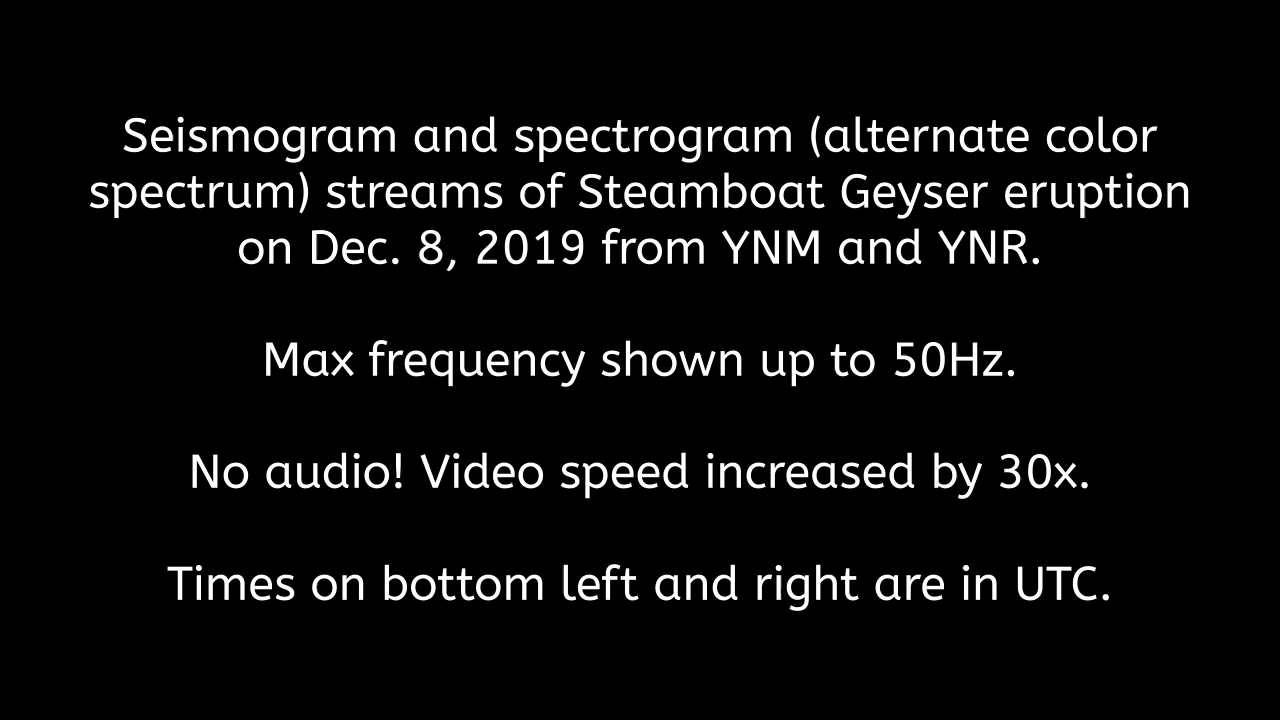 Seismogram and spectrogram (alternate color
spectrum) streams of Steamboat Geyser eruption
on Dec. 8, 2019 from YNM and YNR.
Max frequency shown up to 50Hz.
No audio! Video speed increased by 30x.
Times on bottom left and right are in UTC.